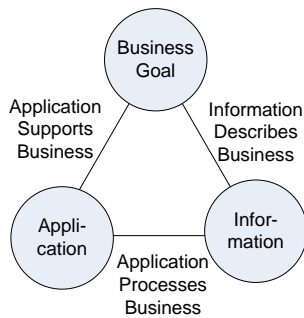 Business
Goal
Application
Supports
Business
Information
Describes
Business
Appli-
cation
Infor-
mation
Application
Processes
Business